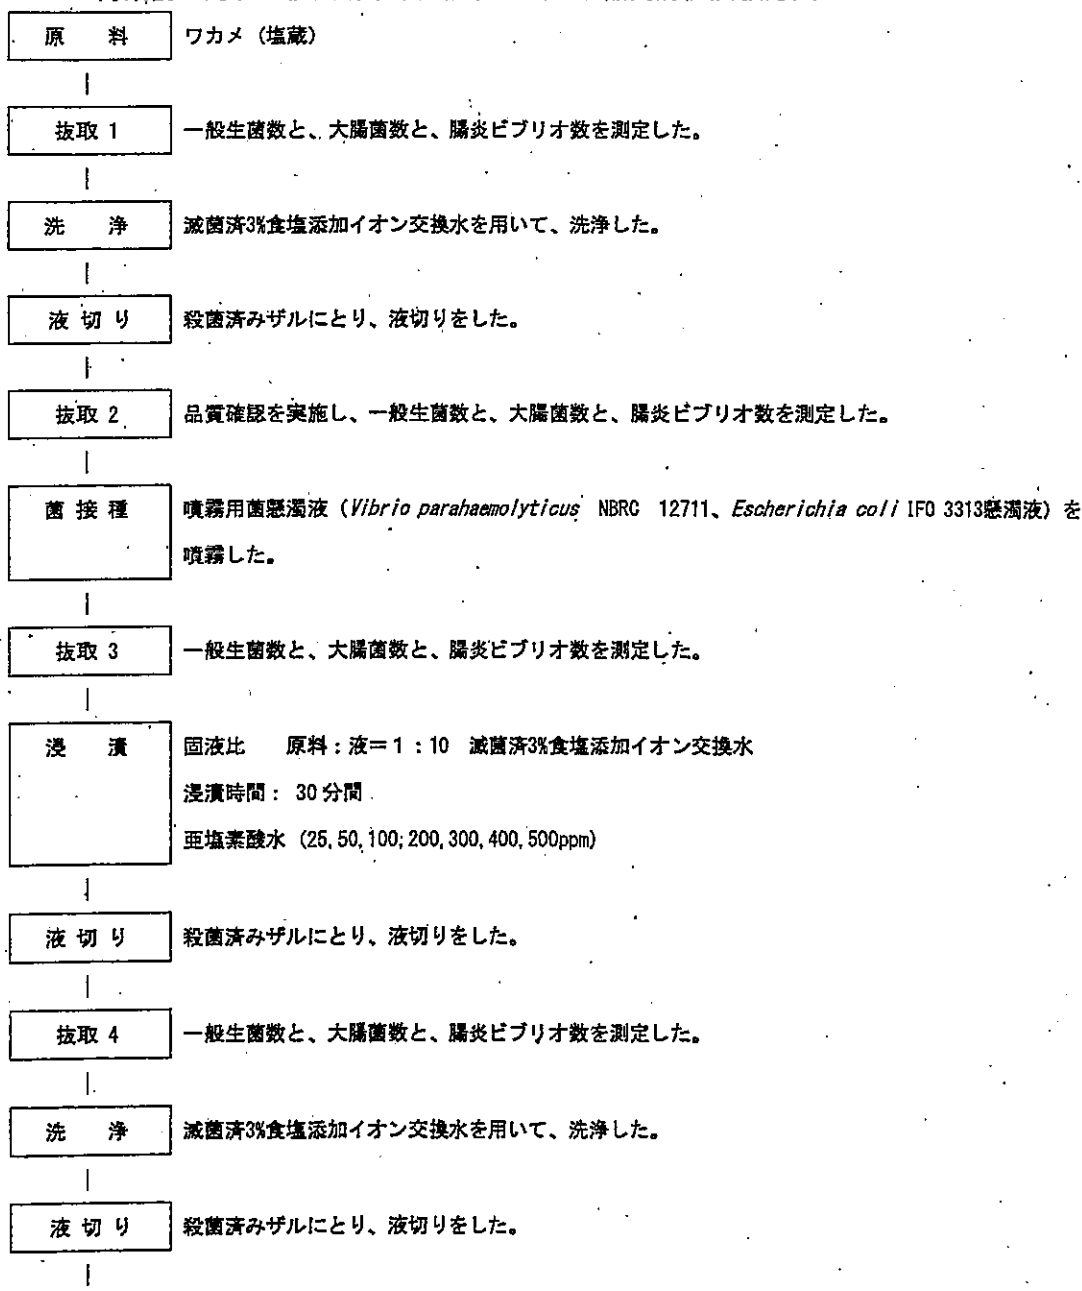 原 料 ワカメ（塩蔵）
抜取 1 一般生菌数と、大腸菌数と、腸炎ビブリオ数を測定した。
洗 浄 滅菌済3%食塩添加イオン交換水を用いて、洗浄した。
液 切 り 殺菌済みザルにとり、液切りをした。
抜取 2 品質確認を実施し、一般生菌数と、大腸菌数と、腸炎ビブリオ数を測定した。
菌 接 種 噴霧用菌懸濁液（Vibrio parahaemolyticus NBRC 12711、Escherichia coli IFO 3313懸濁液）を
噴霧した。
抜取 3 一般生菌数と、大腸菌数と、腸炎ビブリオ数を測定した。
浸 漬 固液比 原料：液＝1：10 滅菌済3%食塩添加イオン交換水
浸漬時間： 30分間
亜塩素酸水 (25,50,100;200,300,400,500ppm)
液 切 り 殺菌済みザルにとり、液切りをした。
抜取 4 一般生菌数と、大腸菌数と、腸炎ビブリオ数を測定した。
洗 浄 滅菌済3%食塩添加イオン交換水を用いて、洗浄した。
液 切 り 殺菌済みザルにとり、液切りをした。